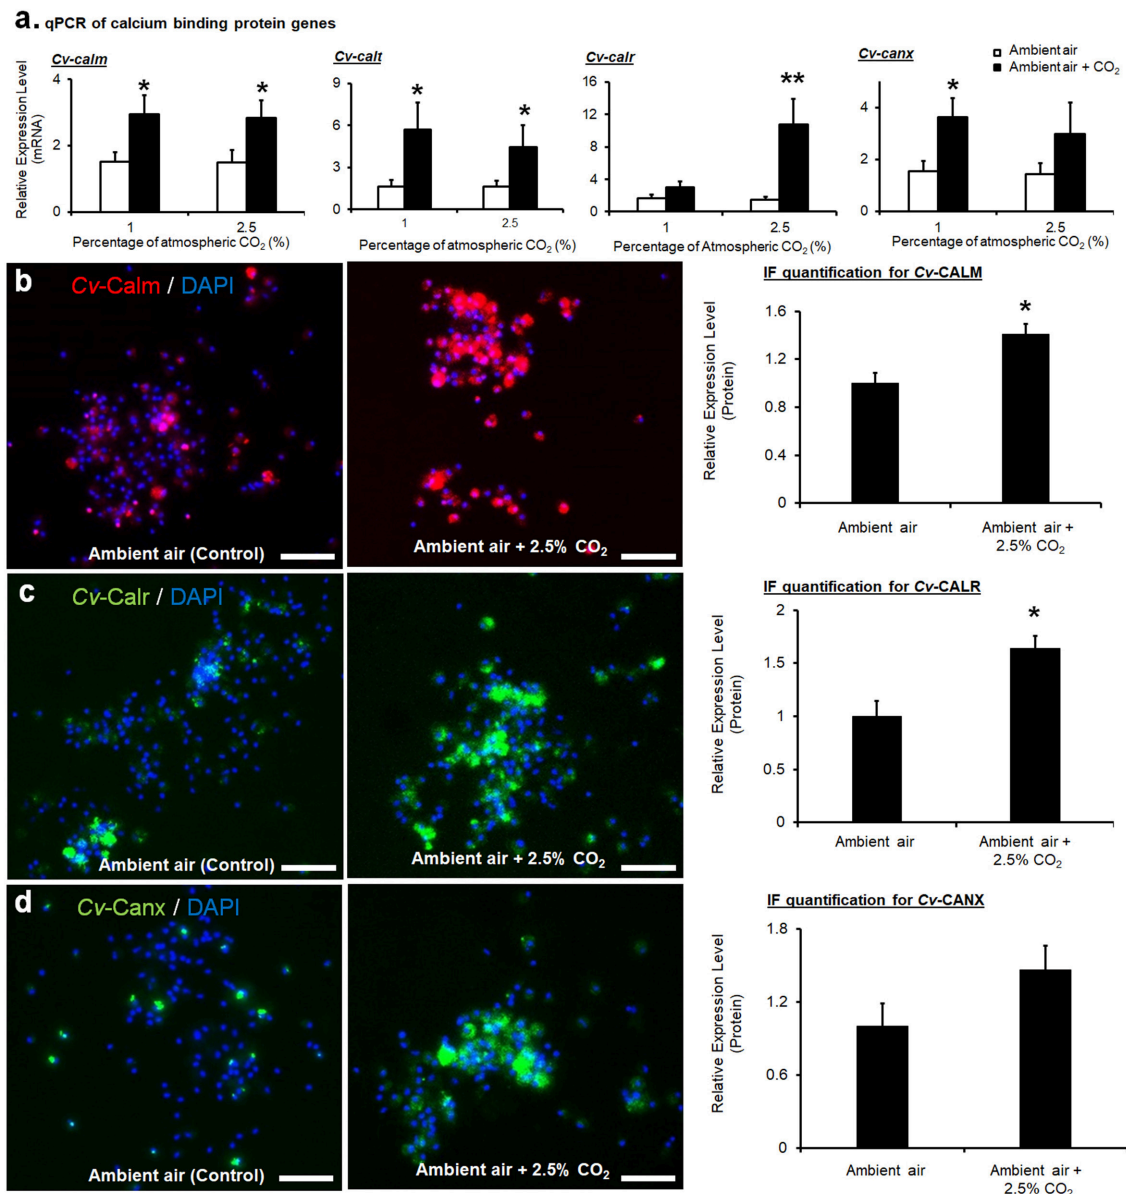 a. qPCR of calcium binding protein genes
Cv-calm
Cv-calt
Cv-calr
Cv-canx
Ambient air
Ambient air + CO₂
Relative Expression Level
(mRNA)
4
2
0
*
*
1
2.5
Percentage of atmospheric CO₂ (%)
9
6
3
0
*
*
1
2.5
Percentage of atmospheric CO₂ (%)
16
12
8
4
0
**
1
2.5
Percentage of Atmospheric CO₂ (%)
4
2
0
*
1
2.5
Percentage of atmospheric CO₂ (%)
b
Cv-Calm / DAPI
Ambient air (Control)
Ambient air + 2.5% CO₂
IF quantification for Cv-CALM
Relative Expression Level
(Protein)
1.6
1.2
0.8
0.4
0
*
Ambient air
Ambient air +
2.5% CO₂
c
Cv-Calr / DAPI
Ambient air (Control)
Ambient air + 2.5% CO₂
IF quantification for Cv-CALR
Relative Expression Level
(Protein)
2
1.5
1
0.5
0
*
Ambient air
Ambient air +
2.5% CO₂
d
Cv-Canx / DAPI
Ambient air (Control)
Ambient air + 2.5% CO₂
IF quantification for Cv-CANX
Relative Expression Level
(Protein)
1.8
1.2
0.6
0
Ambient air
Ambient air +
2.5% CO₂